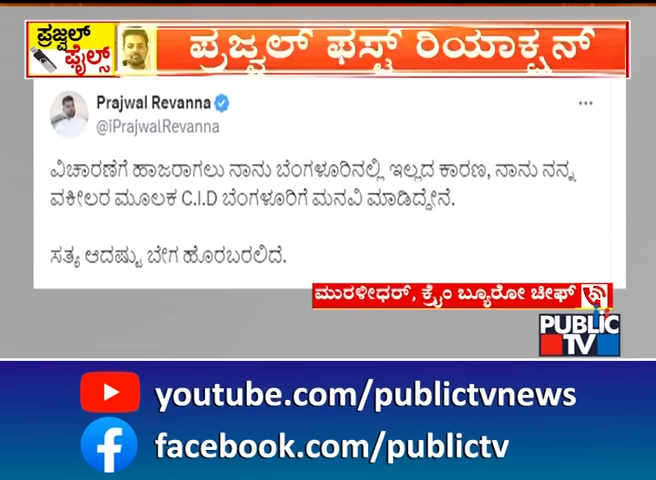 ಪ್ರಜ್ವಲ್
ಫೈಲ್ಸ್
ಪ್ರಜ್ವಲ್ ಫಸ್ಟ್ ರಿಯಾಕ್ಷನ್
Prajwal Revanna
@iPrajwalRevanna
ವಿಚಾರಣೆಗೆ ಹಾಜರಾಗಲು ನಾನು ಬೆಂಗಳೂರಿನಲ್ಲಿ ಇಲ್ಲದ ಕಾರಣ, ನಾನು ನನ್ನ
ವಕೀಲರ ಮೂಲಕ C.I.D ಬೆಂಗಳೂರಿಗೆ ಮನವಿ ಮಾಡಿದ್ದೇನೆ.
ಸತ್ಯ ಆದಷ್ಟು ಬೇಗ ಹೊರಬರಲಿದೆ.
ಮುರಳೀಧರ್, ಕ್ರೈಂ ಬ್ಯೂರೋ ಚೀಫ್
PUBLIC
TV
youtube.com/publictvnews
facebook.com/publictv